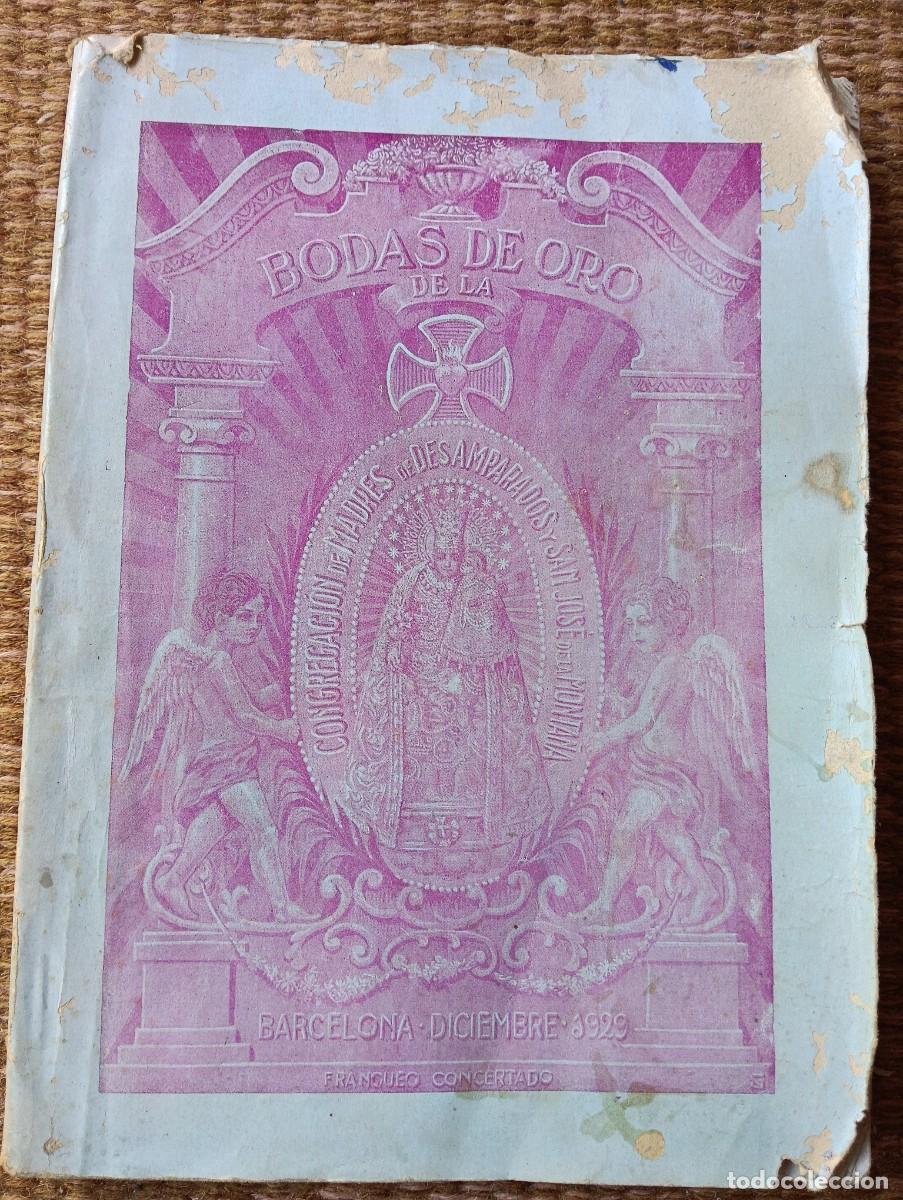 BODAS DE ORO
DE LA
CONGREGACION DE MADRES DE DESAMPARADOS Y SAN JOSÉ DE LA MONTAÑA
BARCELONA · DICIEMBRE · 1929
FRANQUEO CONCERTADO
todocoleccion